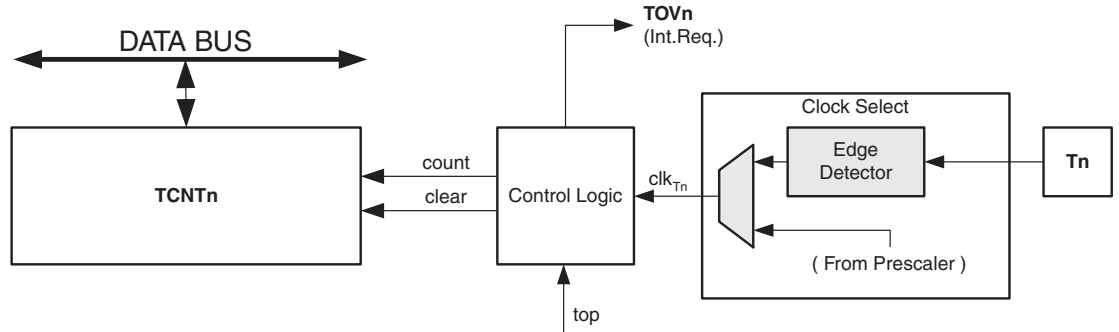 TOVn
(Int.Req.)
DATA BUS
Clock Select
Edge
Detector
Tn
TCNTn
count
clear
Control Logic
clkTn
( From Prescaler )
top